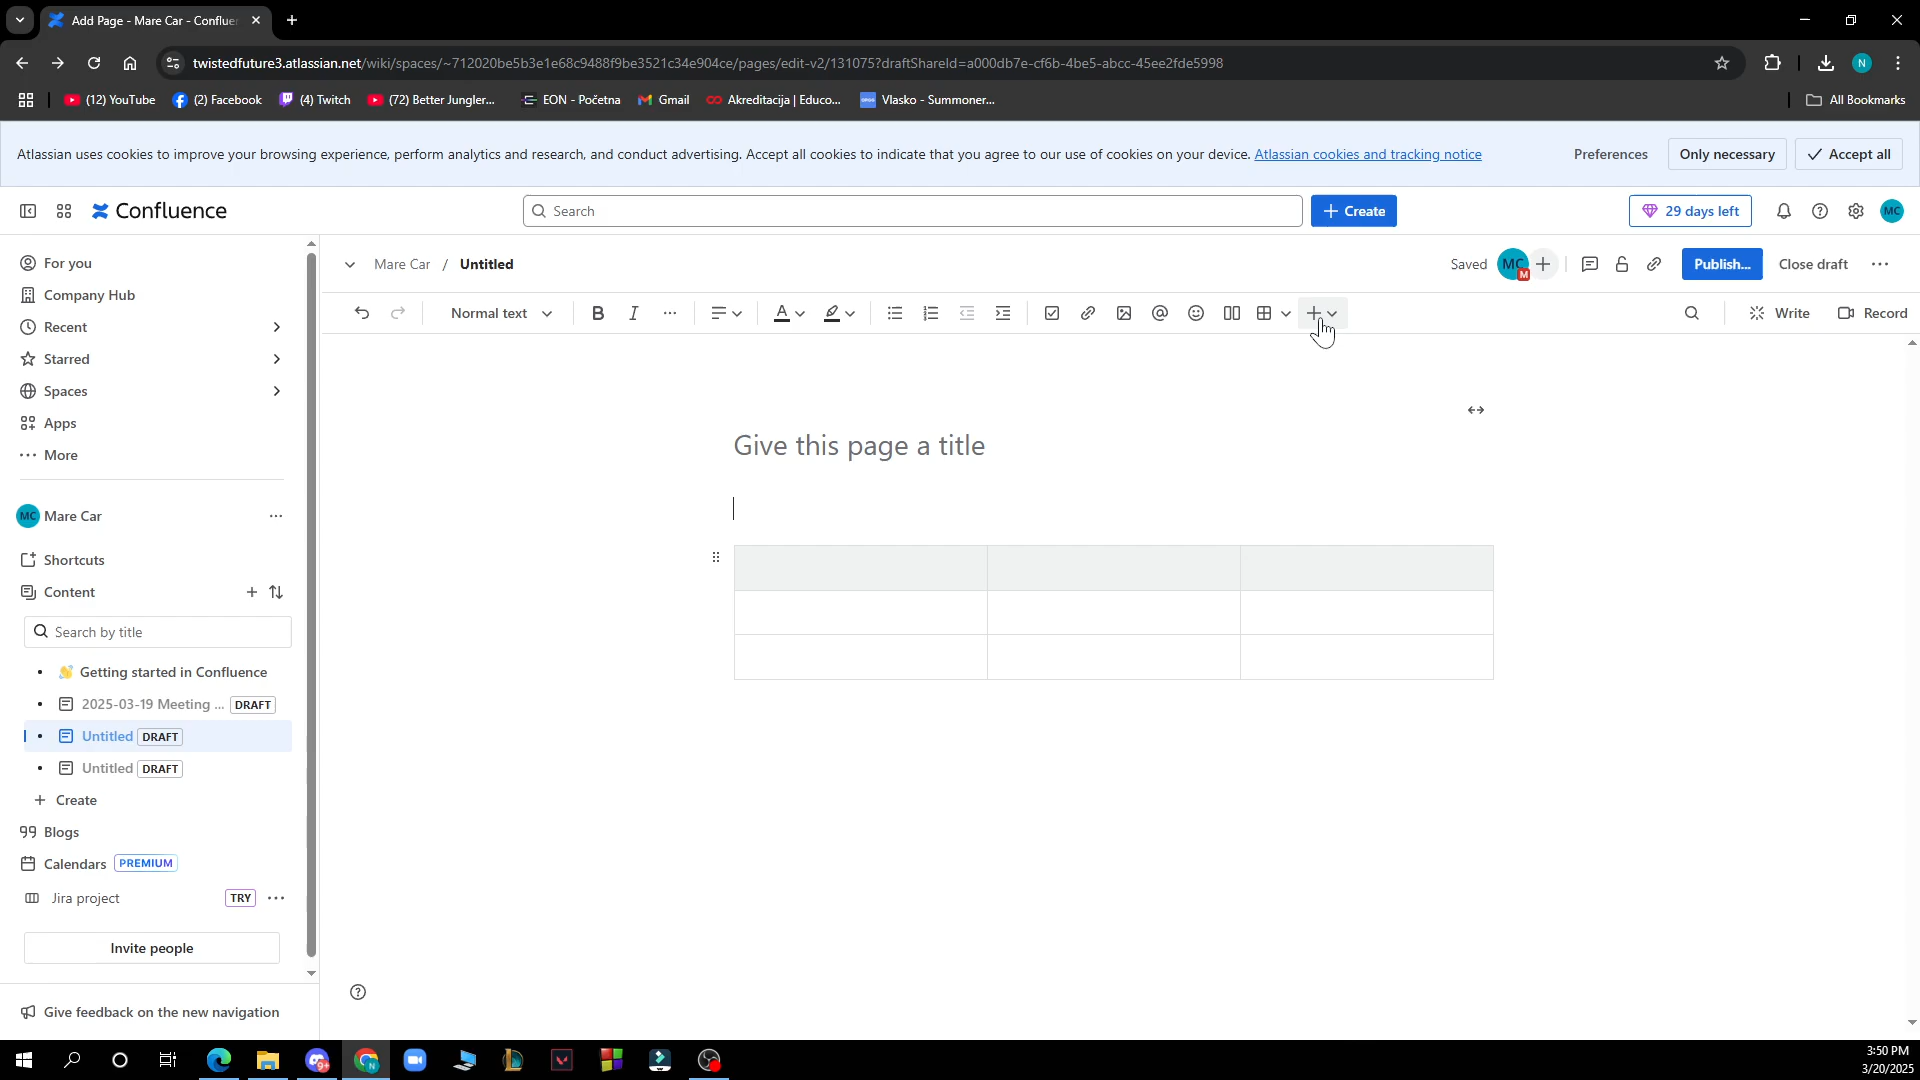 Add Page - Mare Car - Conflue
twistedfuture3.atlassian.net/wiki/spaces/~712020be5b3e1e68c9488f9be3521c34e904ce/pages/edit-v2/131075?draftShareId=a000db7e-cf6b-4be5-abcc-45ee2fde5998
N
(12) YouTube (2) Facebook (4) Twitch (72) Better Jungler... EON - Početna Gmail Akreditacija | Educo... Vlasko - Summoner... All Bookmarks
Atlassian uses cookies to improve your browsing experience, perform analytics and research, and conduct advertising. Accept all cookies to indicate that you agree to our use of cookies on your device. Atlassian cookies and tracking notice Preferences Only necessary Accept all
Confluence Search Create 29 days left MC
For you
Company Hub
Recent
Starred
Spaces
Apps
More
MC Mare Car
Shortcuts
Content
Search by title
Getting started in Confluence
2025-03-19 Meeting ... DRAFT
Untitled DRAFT
Untitled DRAFT
Create
Blogs
Calendars PREMIUM
Jira project TRY
Invite people
Give feedback on the new navigation
Mare Car / Untitled Saved MC M Publish... Close draft
Normal text B I A Write Record
Give this page a title
9+
N
3:50 PM
3/20/2025